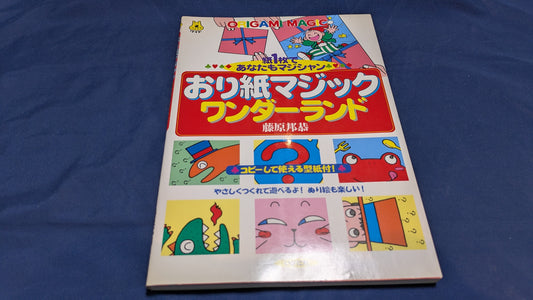 ORIGAMI MAGIC
紙1枚で
あなたもマジシャン
おり紙マジック
ワンダーランド
藤原邦恭
コピーして使える型紙付!
やさしくつくれて遊べるよ! ぬり絵も楽しい!